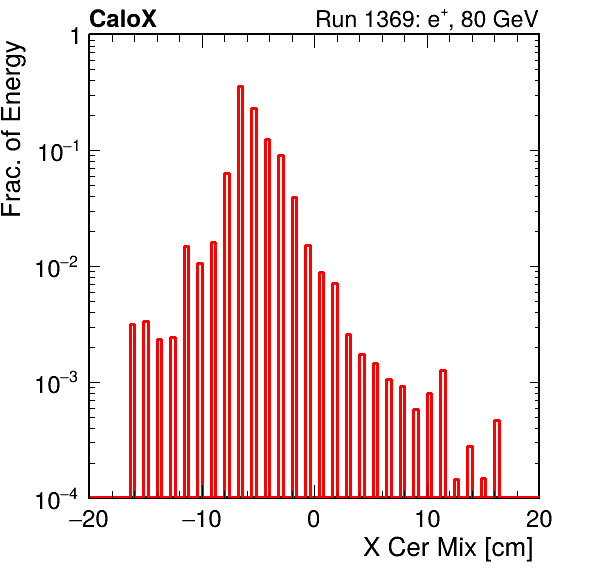 CaloX Run 1369: e⁺, 80 GeV
Frac. of Energy
1
10⁻¹
10⁻²
10⁻³
10⁻⁴
−20 −10 0 10 20
X Cer Mix [cm]